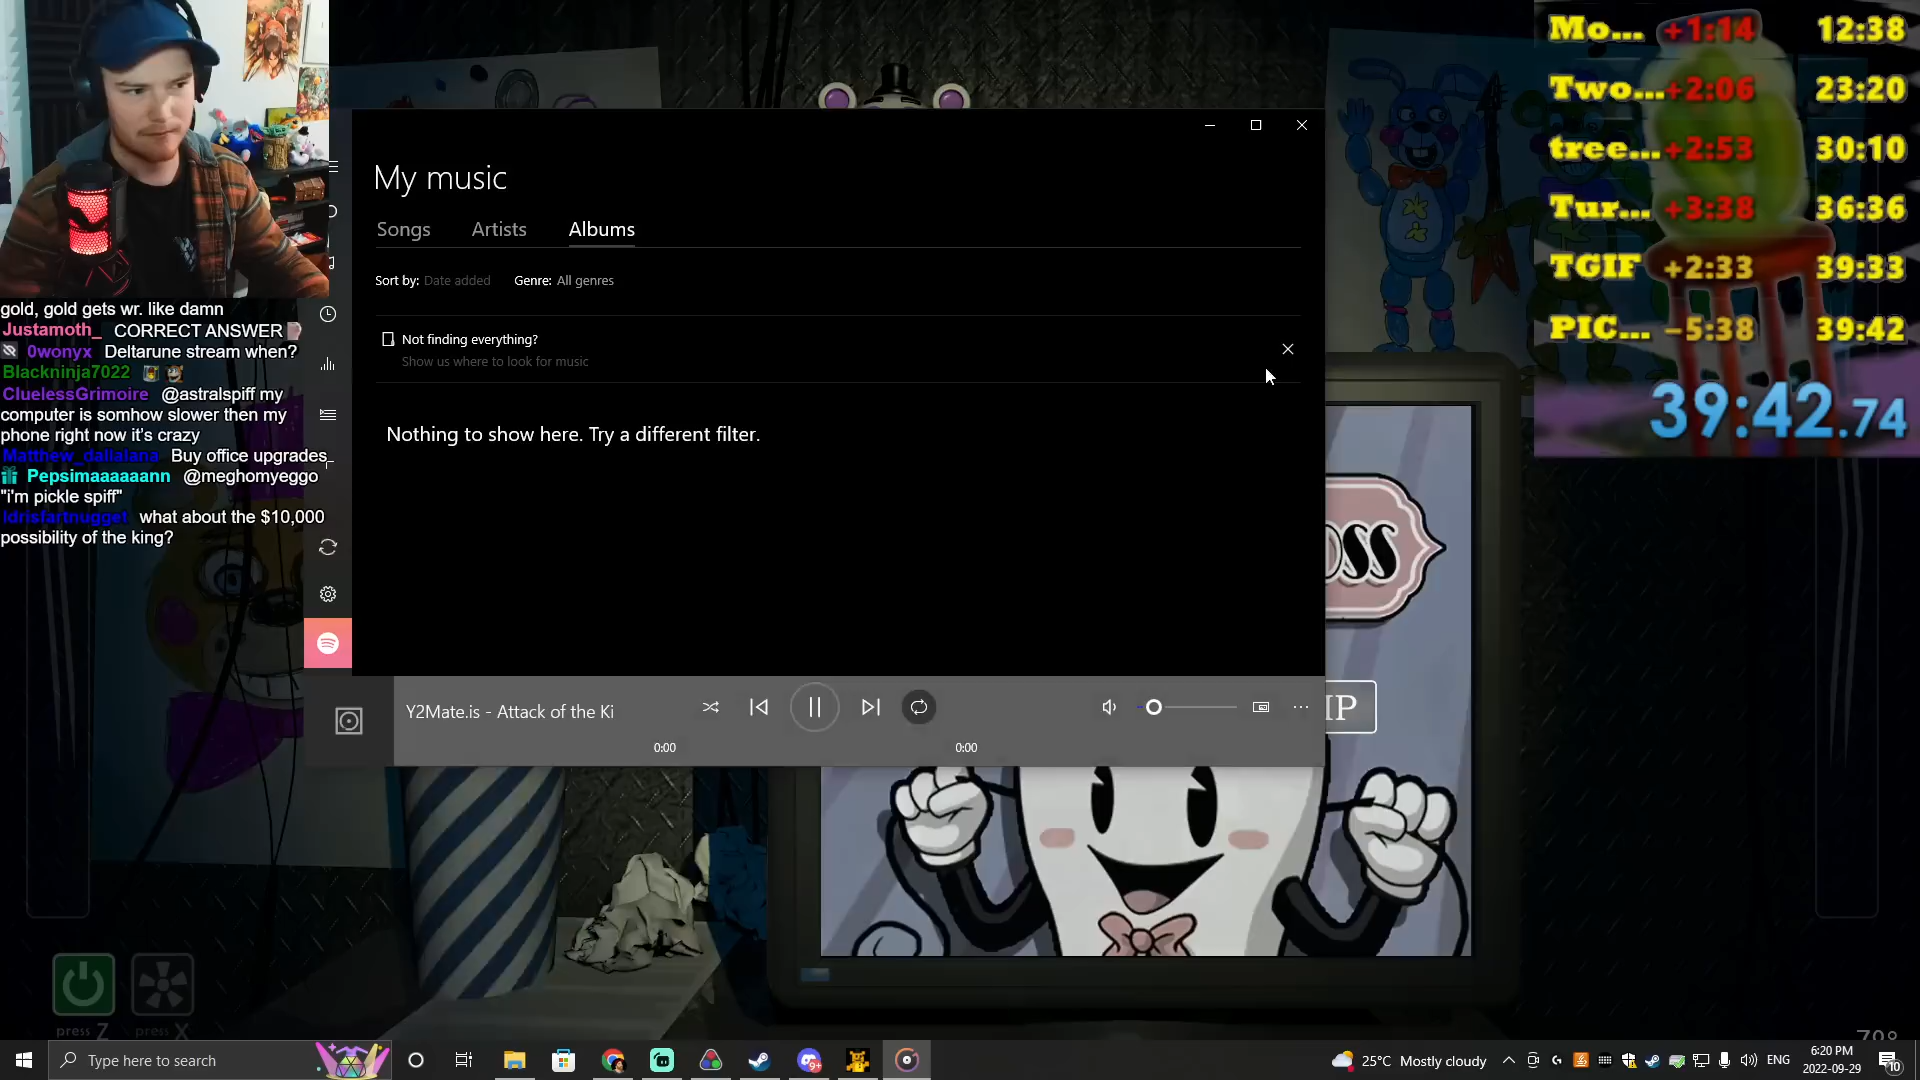 gold, gold gets wr. like damn
Justamoth_ CORRECT ANSWER
0wonyx Deltarune stream when?
Blackninja7022
CluelessGrimoire @astralspiff my
computer is somhow slower then my
phone right now it's crazy
Matthew_dallalana Buy office upgrades
Pepsimaaaaaann @meghomyeggo
"i'm pickle spiff"
Idrisfartnugget what about the $10,000
possibility of the king?
My music
Songs Artists Albums
Sort by: Date added Genre: All genres
Not finding everything?
Show us where to look for music
Nothing to show here. Try a different filter.
Y2Mate.is - Attack of the Ki
0:00 0:00
Mo... +1:14 12:38
Two... +2:06 23:20
tree... +2:53 30:10
Tur... +3:38 36:36
TGIF +2:33 39:33
PIC... -5:38 39:42
39:42.74
OSS
IP
press Z press X
Type here to search
9+
25°C Mostly cloudy
ENG
6:20 PM
2022-09-29
10